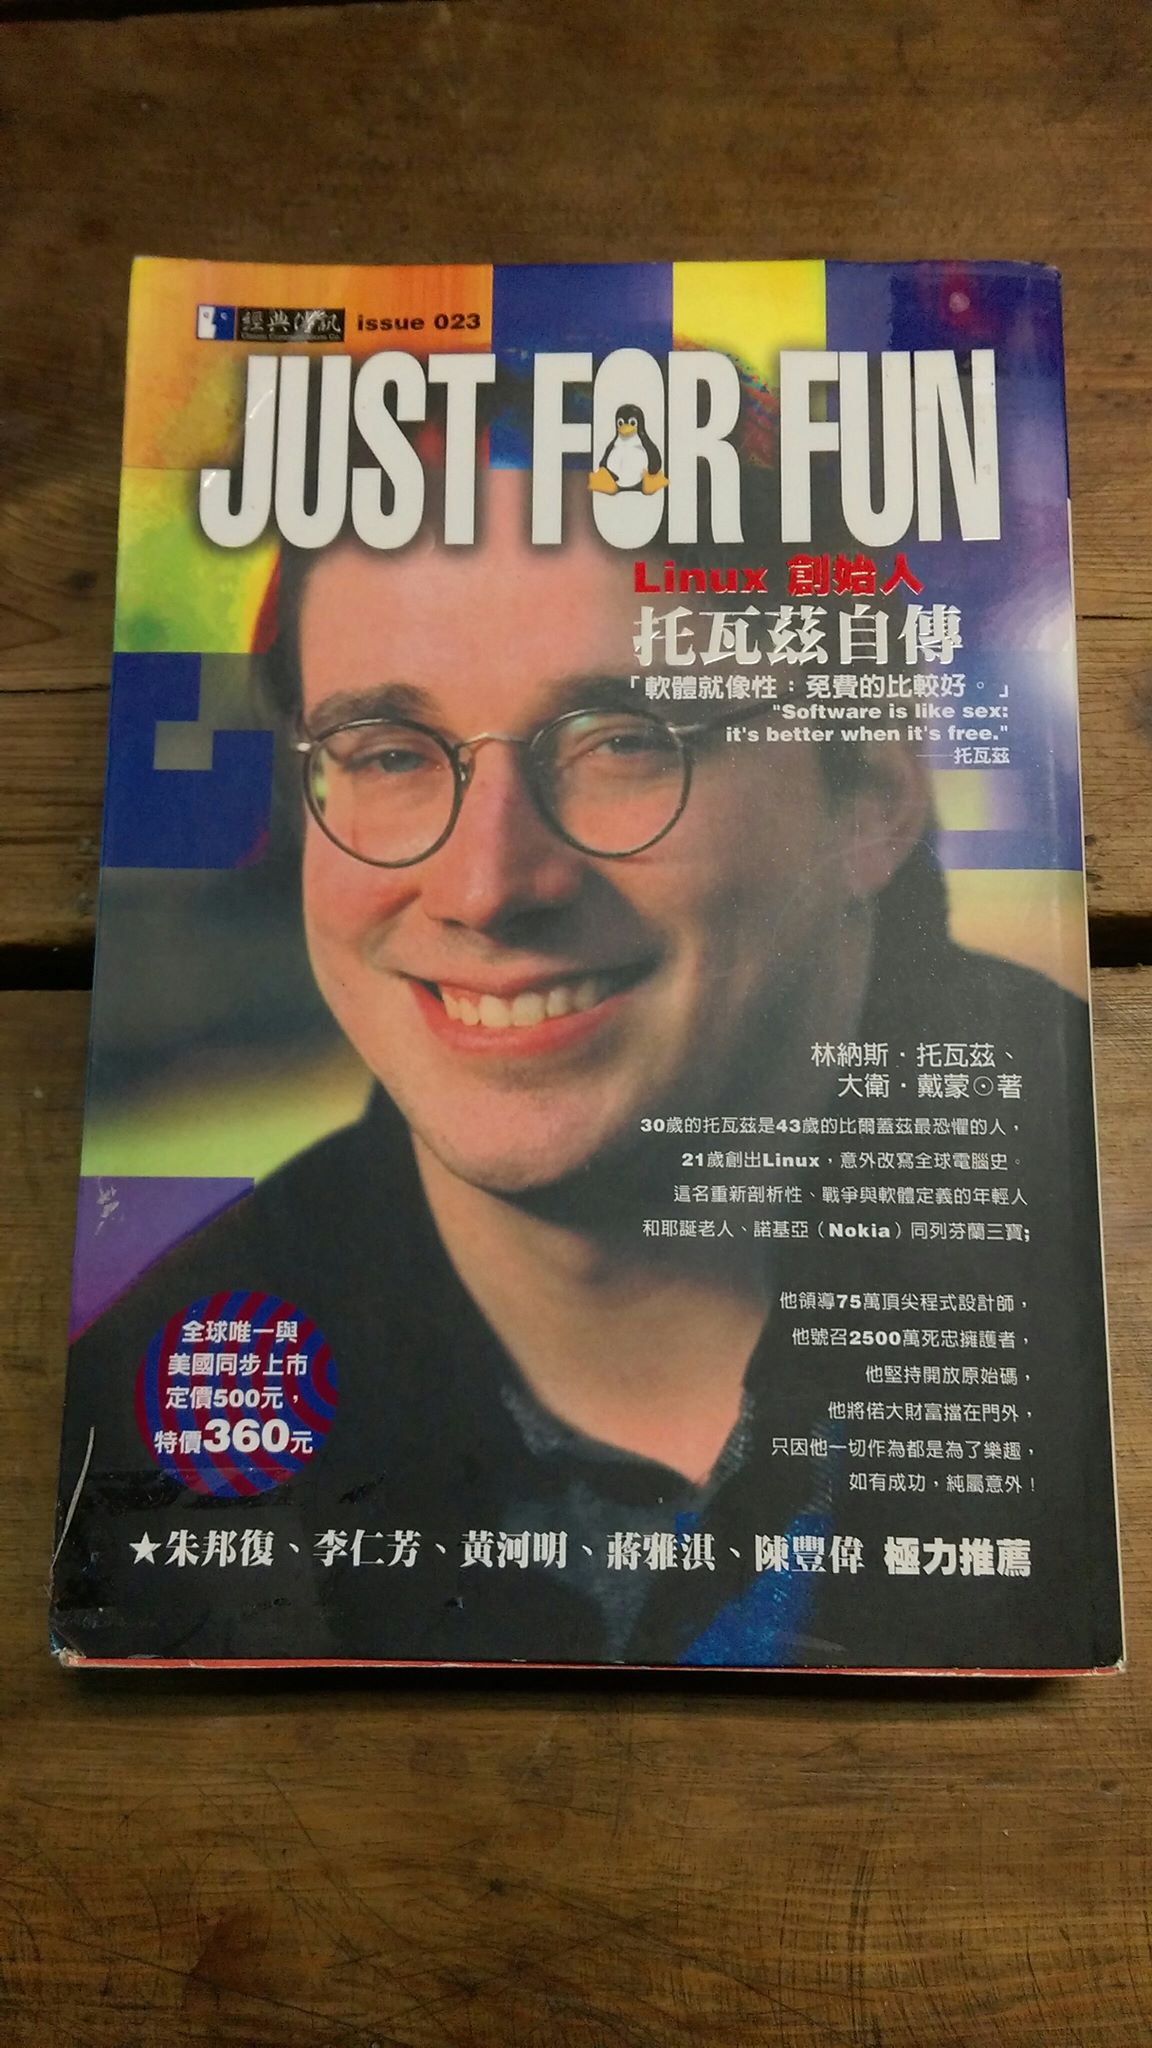 經典傳訊 issue 023
JUST FOR FUN
Linux 創始人
托瓦茲自傳
「軟體就像性:免費的比較好。」
"Software is like sex:
it's better when it's free."
——托瓦茲
林納斯・托瓦茲、
大衛・戴蒙⊙著
30歲的托瓦茲是43歲的比爾蓋茲最恐懼的人,
21歲創出Linux,意外改寫全球電腦史。
這名重新剖析性、戰爭與軟體定義的年輕人
和耶誕老人、諾基亞(Nokia)同列芬蘭三寶;
他領導75萬頂尖程式設計師,
他號召2500萬死忠擁護者,
他堅持開放原始碼,
他將偌大財富擋在門外,
只因他一切作為都是為了樂趣,
如有成功,純屬意外!
全球唯一與
美國同步上市
定價500元,
特價360元
★朱邦復、李仁芳、黃河明、蔣雅淇、陳豐偉 極力推薦